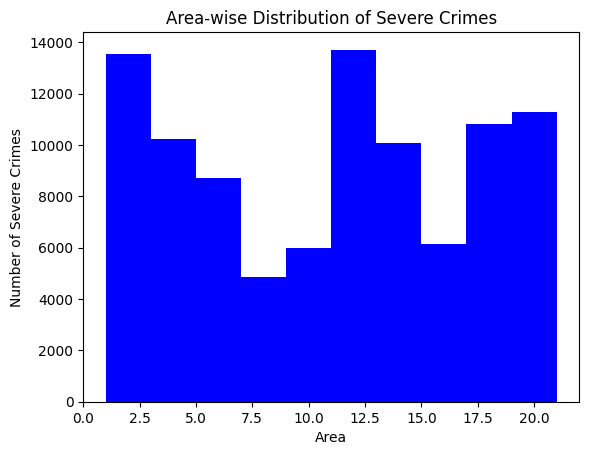 Area-wise Distribution of Severe Crimes
Number of Severe Crimes
14000
12000
10000
8000
6000
4000
2000
0
0.0 2.5 5.0 7.5 10.0 12.5 15.0 17.5 20.0
Area